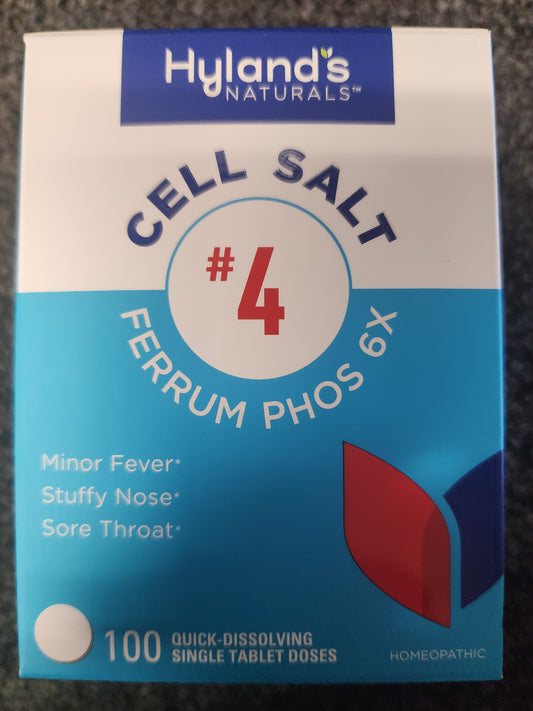 Hyland's
NATURALS™
CELL SALT
#4
FERRUM PHOS 6X
Minor Fever*
Stuffy Nose*
Sore Throat*
100 QUICK-DISSOLVING
SINGLE TABLET DOSES
HOMEOPATHIC